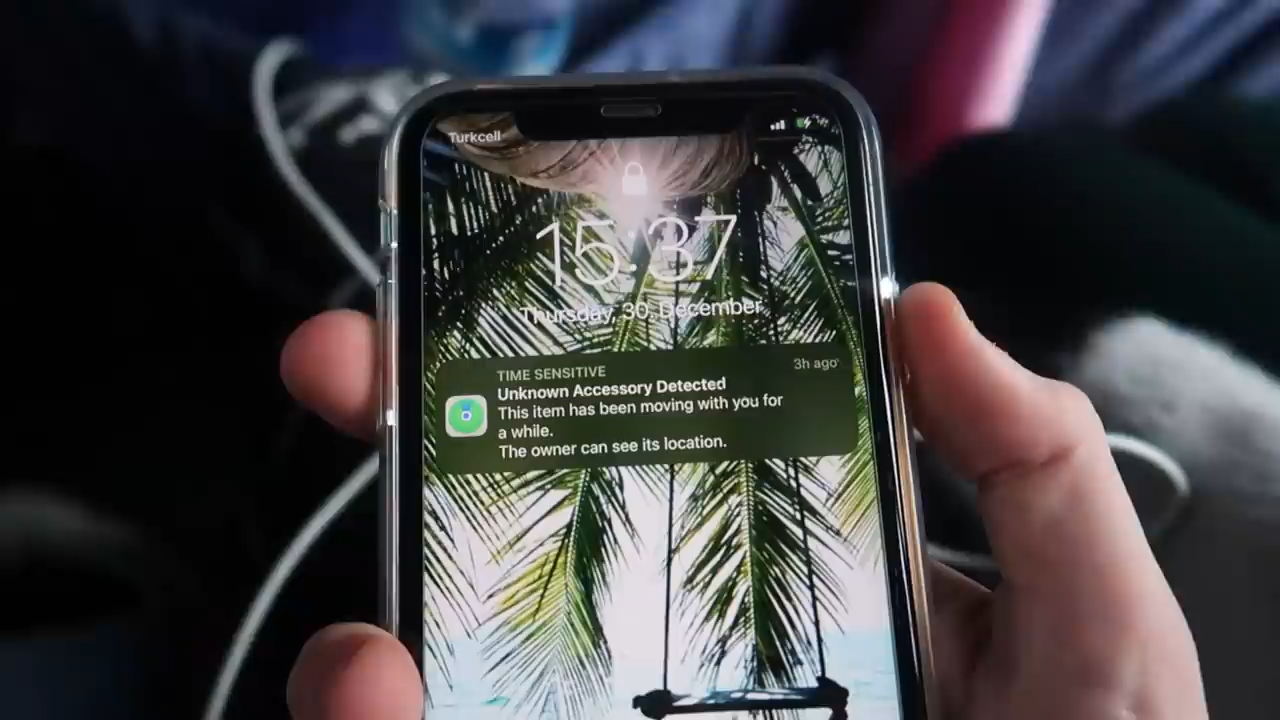 Turkcell
15:37
Thursday, 30. December
TIME SENSITIVE
3h ago
Unknown Accessory Detected
This item has been moving with you for
a while.
The owner can see its location.